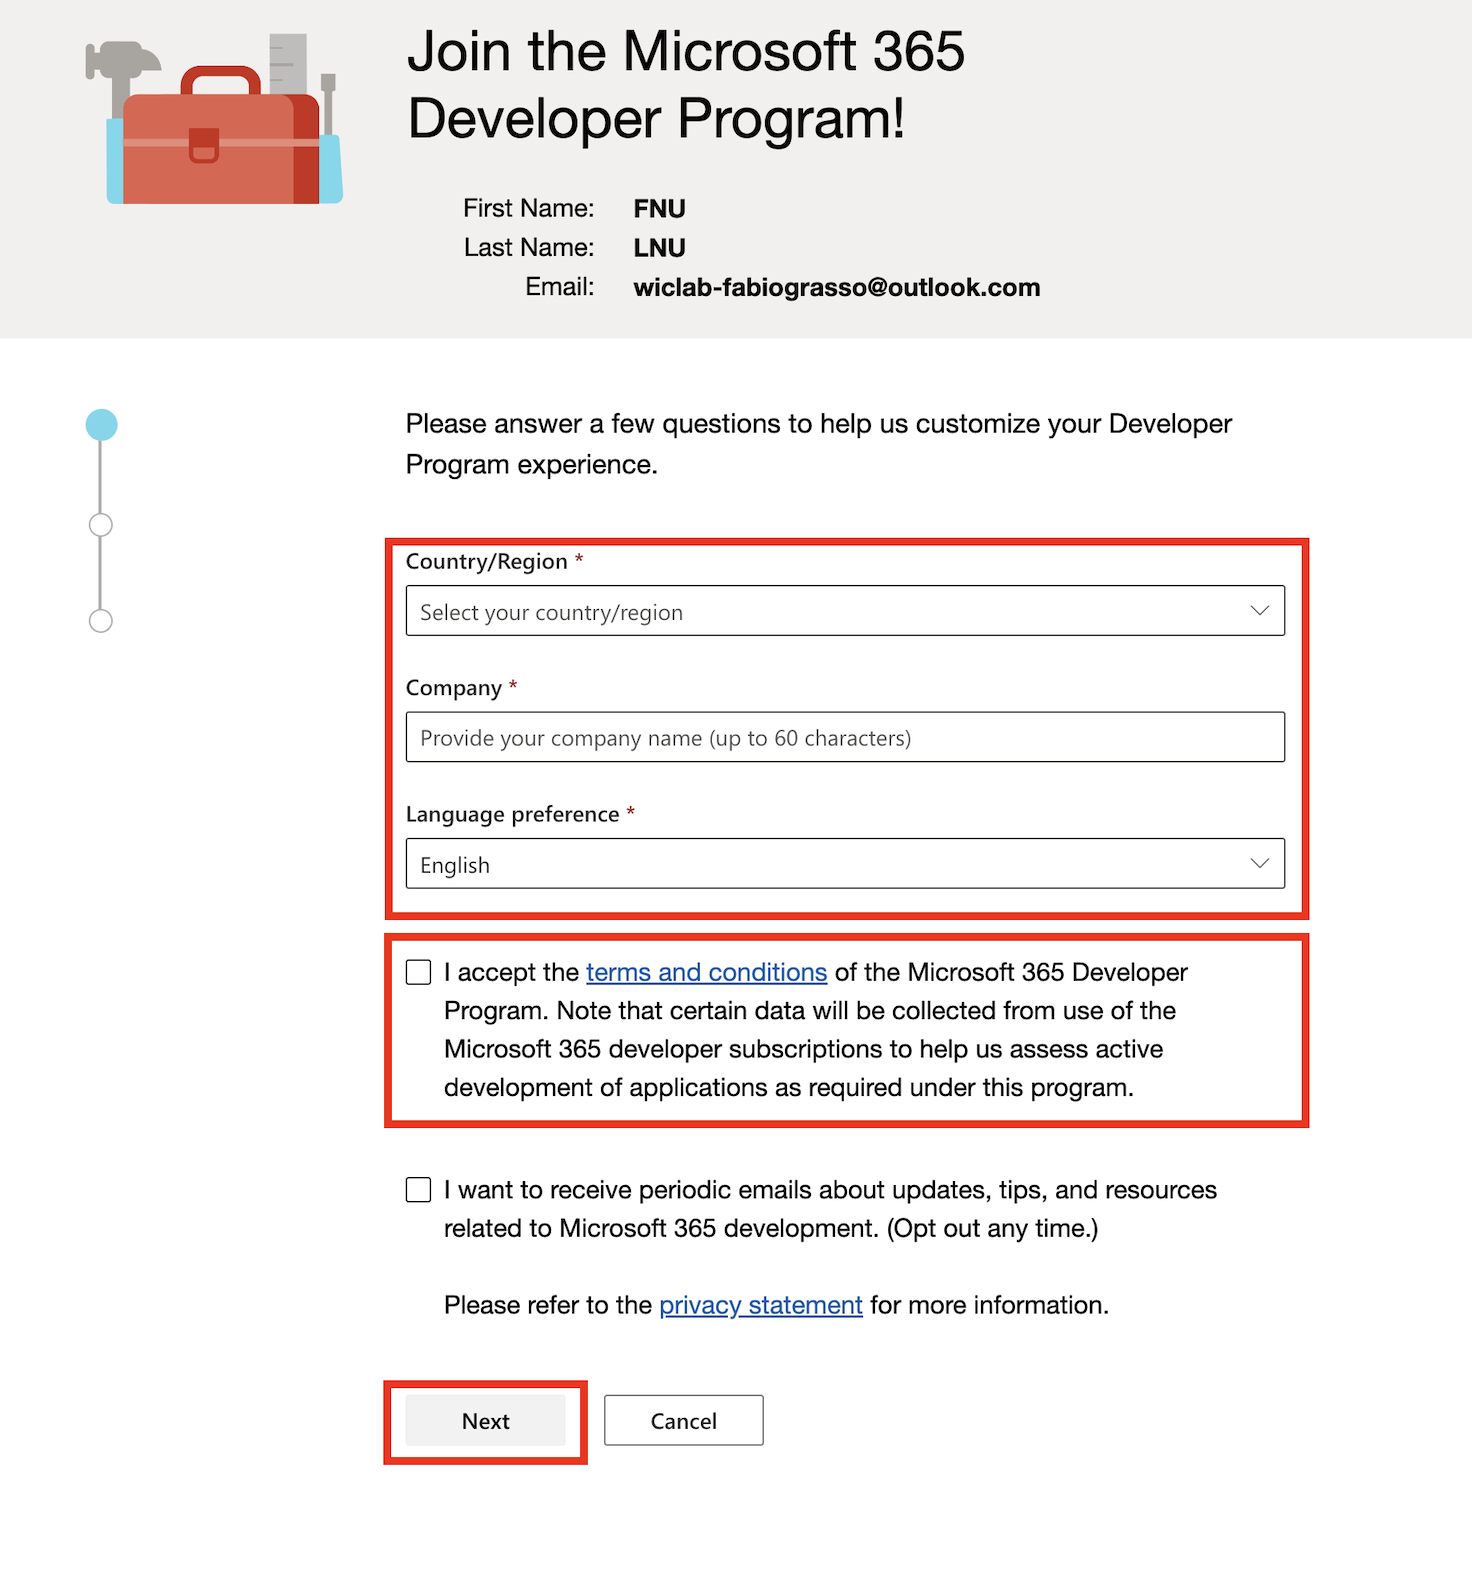 Join the Microsoft 365
Developer Program!
First Name: FNU
Last Name: LNU
Email: wiclab-fabiograsso@outlook.com
Please answer a few questions to help us customize your Developer
Program experience.
Country/Region *
Select your country/region
Company *
Provide your company name (up to 60 characters)
Language preference *
English
I accept the terms and conditions of the Microsoft 365 Developer
Program. Note that certain data will be collected from use of the
Microsoft 365 developer subscriptions to help us assess active
development of applications as required under this program.
I want to receive periodic emails about updates, tips, and resources
related to Microsoft 365 development. (Opt out any time.)
Please refer to the privacy statement for more information.
Next Cancel